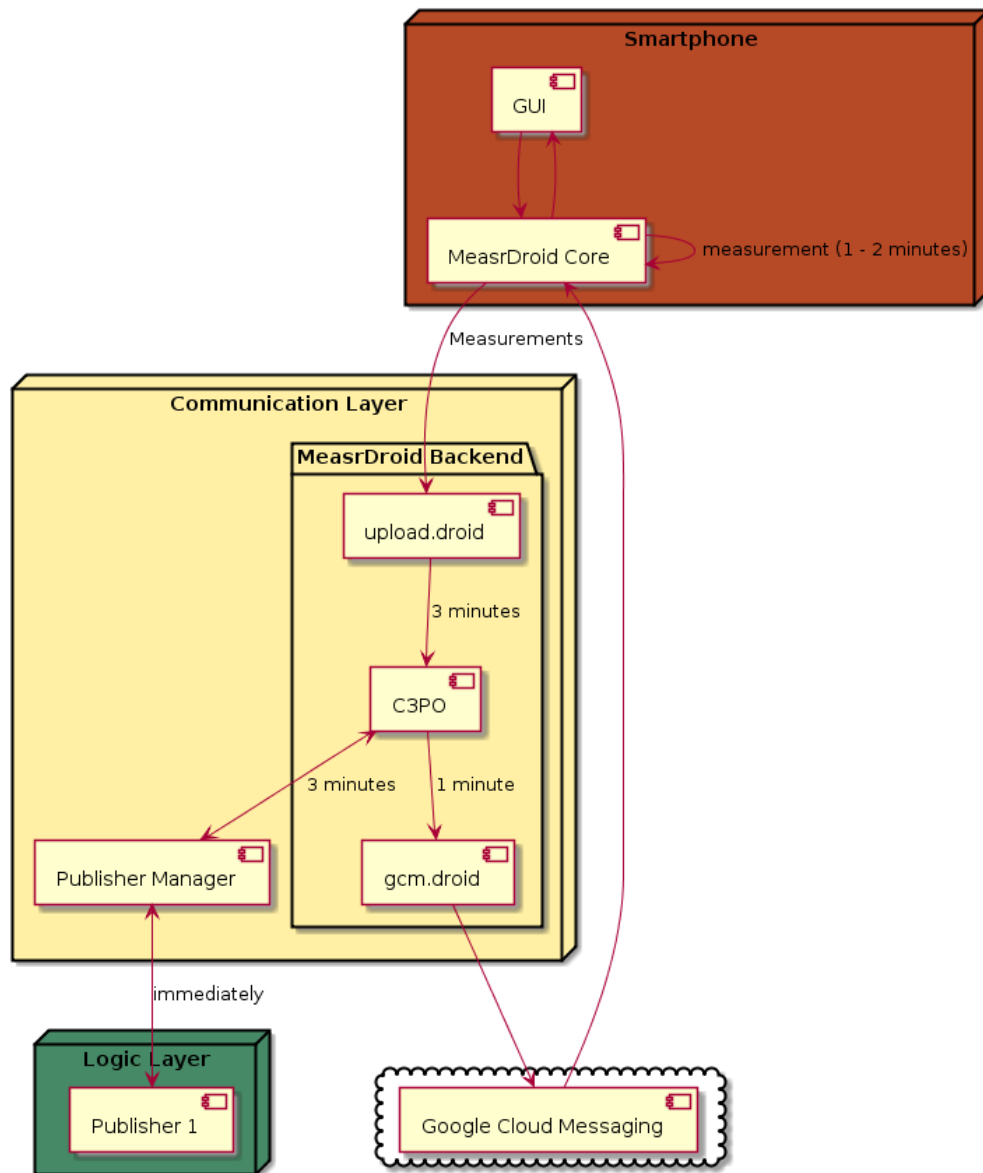 Smartphone
GUI
MeasrDroid Core
measurement (1 - 2 minutes)
Measurements
Communication Layer
MeasrDroid Backend
upload.droid
3 minutes
C3PO
3 minutes
1 minute
Publisher Manager
gcm.droid
immediately
Logic Layer
Publisher 1
Google Cloud Messaging